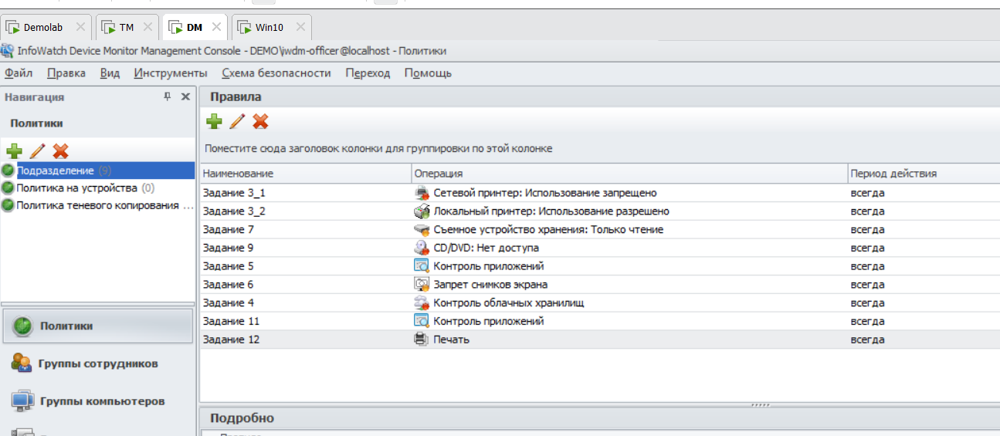 Demolab
TM
DM
Win10
InfoWatch Device Monitor Management Console - DEMO\iwdm-officer@localhost - Политики
Файл Правка Вид Инструменты Схема безопасности Переход Помощь
Навигация
Политики
Подразделение (9)
Политика на устройства (0)
Политика теневого копирования ...
Политики
Группы сотрудников
Группы компьютеров
Правила
Поместите сюда заголовок колонки для группировки по этой колонке
Наименование Операция Период действия
Задание 3_1 Сетевой принтер: Использование запрещено всегда
Задание 3_2 Локальный принтер: Использование разрешено всегда
Задание 7 Съемное устройство хранения: Только чтение всегда
Задание 9 CD/DVD: Нет доступа всегда
Задание 5 Контроль приложений всегда
Задание 6 Запрет снимков экрана всегда
Задание 4 Контроль облачных хранилищ всегда
Задание 11 Контроль приложений всегда
Задание 12 Печать всегда
Подробно